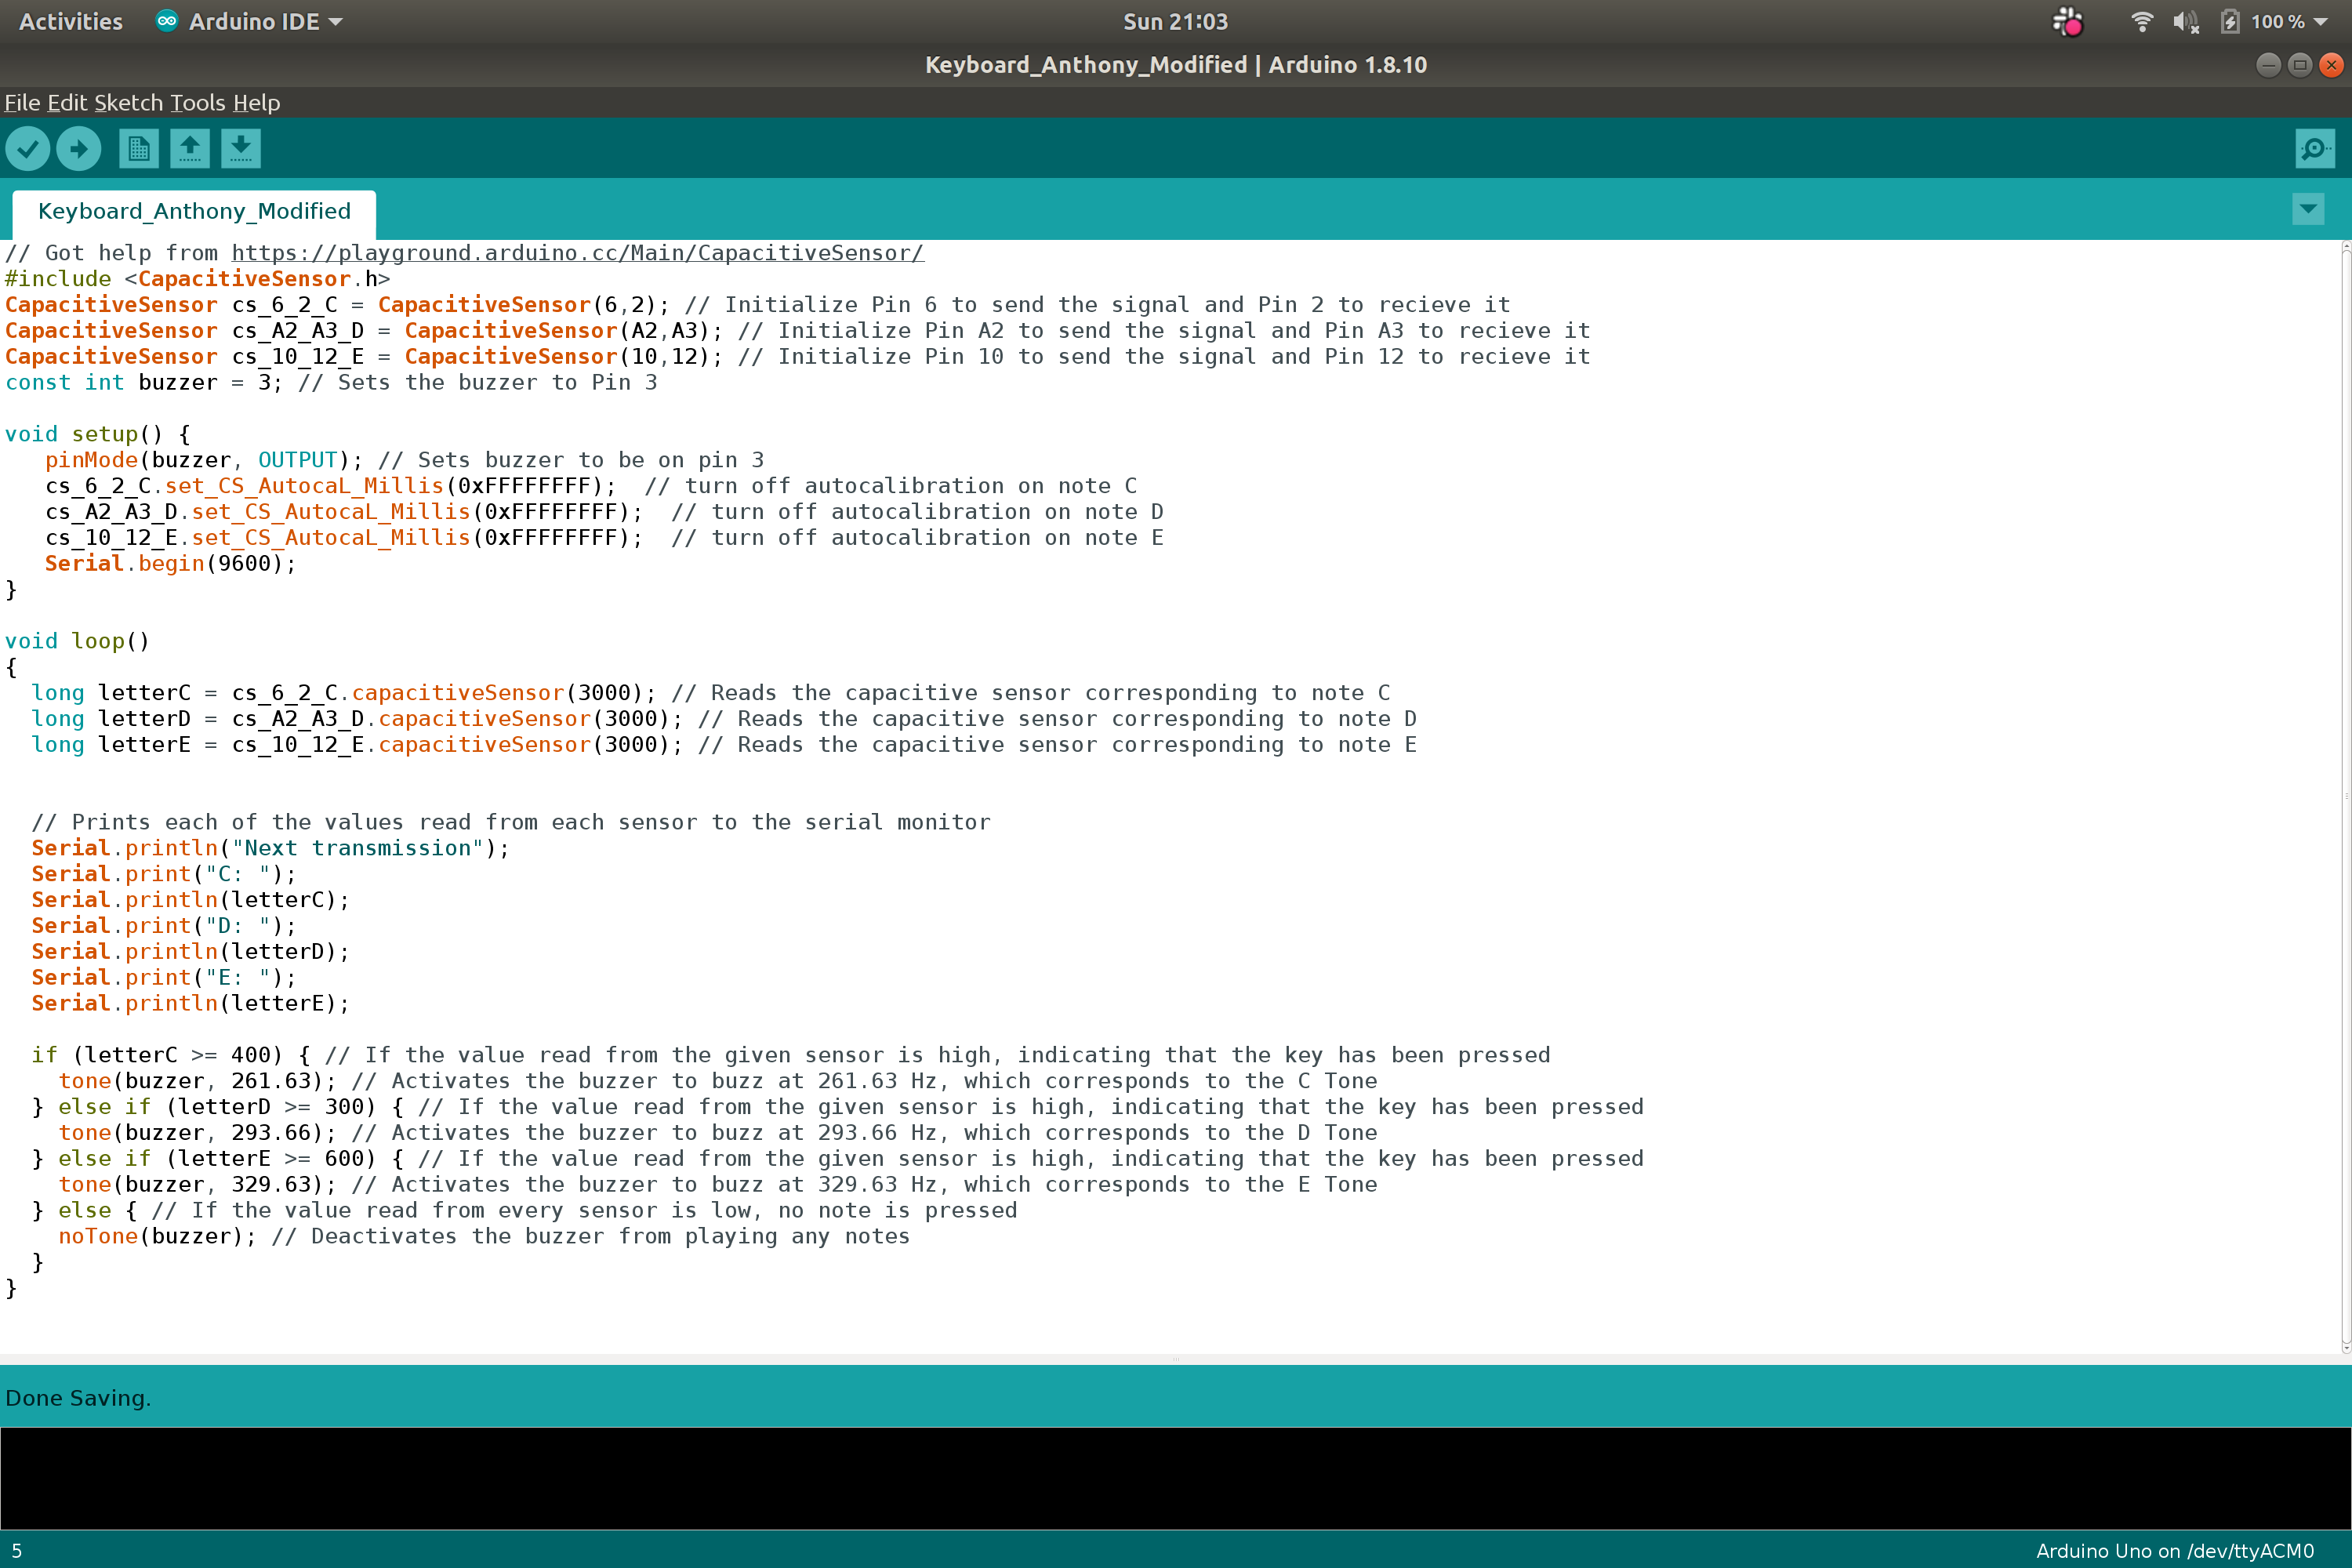 Activities Arduino IDE Sun 21:03 100 %
Keyboard_Anthony_Modified | Arduino 1.8.10
File Edit Sketch Tools Help
Keyboard_Anthony_Modified
// Got help from https://playground.arduino.cc/Main/CapacitiveSensor/
#include <CapacitiveSensor.h>
CapacitiveSensor cs_6_2_C = CapacitiveSensor(6,2); // Initialize Pin 6 to send the signal and Pin 2 to recieve it
CapacitiveSensor cs_A2_A3_D = CapacitiveSensor(A2,A3); // Initialize Pin A2 to send the signal and Pin A3 to recieve it
CapacitiveSensor cs_10_12_E = CapacitiveSensor(10,12); // Initialize Pin 10 to send the signal and Pin 12 to recieve it
const int buzzer = 3; // Sets the buzzer to Pin 3
void setup() {
   pinMode(buzzer, OUTPUT); // Sets buzzer to be on pin 3
   cs_6_2_C.set_CS_AutocaL_Millis(0xFFFFFFFF);  // turn off autocalibration on note C
   cs_A2_A3_D.set_CS_AutocaL_Millis(0xFFFFFFFF);  // turn off autocalibration on note D
   cs_10_12_E.set_CS_AutocaL_Millis(0xFFFFFFFF);  // turn off autocalibration on note E
   Serial.begin(9600);
}
void loop()
{
  long letterC = cs_6_2_C.capacitiveSensor(3000); // Reads the capacitive sensor corresponding to note C
  long letterD = cs_A2_A3_D.capacitiveSensor(3000); // Reads the capacitive sensor corresponding to note D
  long letterE = cs_10_12_E.capacitiveSensor(3000); // Reads the capacitive sensor corresponding to note E
  // Prints each of the values read from each sensor to the serial monitor
  Serial.println("Next transmission");
  Serial.print("C: ");
  Serial.println(letterC);
  Serial.print("D: ");
  Serial.println(letterD);
  Serial.print("E: ");
  Serial.println(letterE);
  if (letterC >= 400) { // If the value read from the given sensor is high, indicating that the key has been pressed
    tone(buzzer, 261.63); // Activates the buzzer to buzz at 261.63 Hz, which corresponds to the C Tone
  } else if (letterD >= 300) { // If the value read from the given sensor is high, indicating that the key has been pressed
    tone(buzzer, 293.66); // Activates the buzzer to buzz at 293.66 Hz, which corresponds to the D Tone
  } else if (letterE >= 600) { // If the value read from the given sensor is high, indicating that the key has been pressed
    tone(buzzer, 329.63); // Activates the buzzer to buzz at 329.63 Hz, which corresponds to the E Tone
  } else { // If the value read from every sensor is low, no note is pressed
    noTone(buzzer); // Deactivates the buzzer from playing any notes
  }
}
Done Saving.
5 Arduino Uno on /dev/ttyACM0